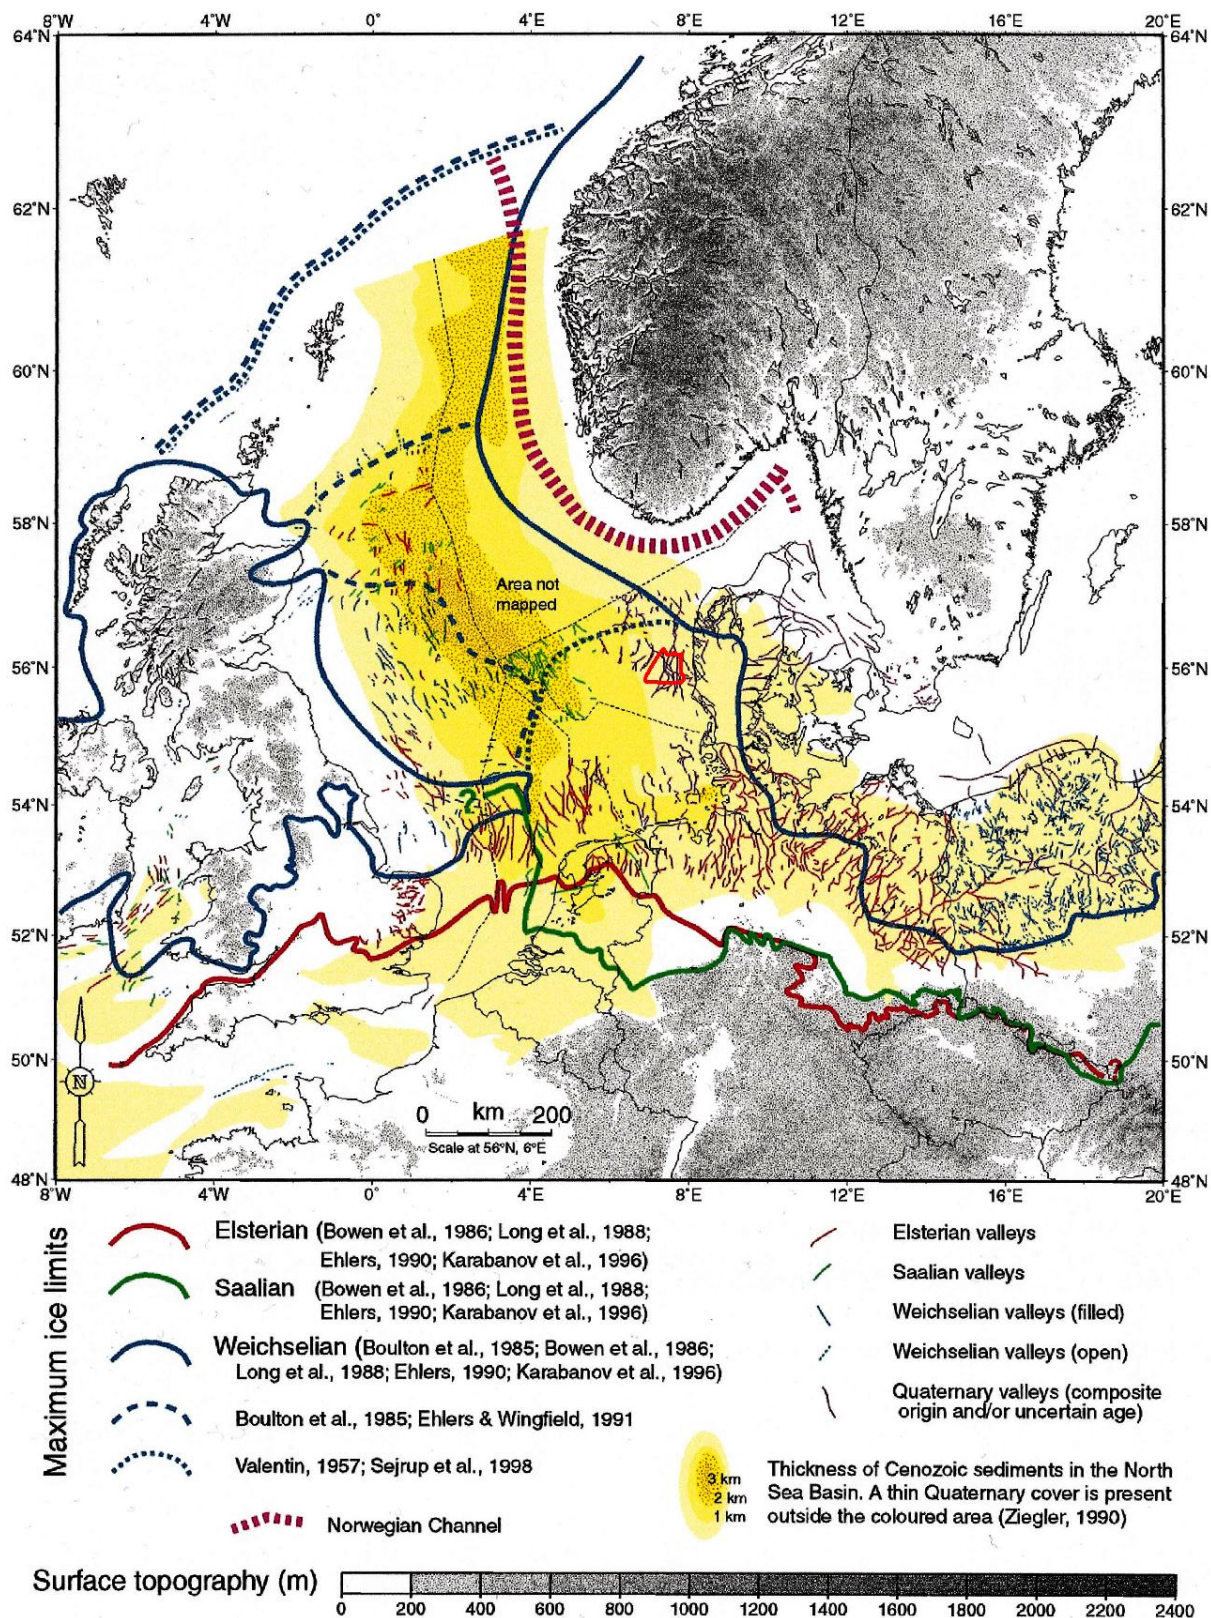 8°W 4°W 0° 4°E 8°E 12°E 16°E 20°E
64°N 64°N
62°N 62°N
60°N 60°N
58°N 58°N
Area not
mapped
56°N 56°N
?
54°N 54°N
52°N 52°N
50°N 50°N
N
0 km 200
Scale at 56°N, 6°E
48°N 48°N
8°W 4°W 0° 4°E 8°E 12°E 16°E 20°E
Maximum ice limits
Elsterian (Bowen et al., 1986; Long et al., 1988;
Ehlers, 1990; Karabanov et al., 1996)
Saalian (Bowen et al., 1986; Long et al., 1988;
Ehlers, 1990; Karabanov et al., 1996)
Weichselian (Boulton et al., 1985; Bowen et al., 1986;
Long et al., 1988; Ehlers, 1990; Karabanov et al., 1996)
Boulton et al., 1985; Ehlers & Wingfield, 1991
Valentin, 1957; Sejrup et al., 1998
Norwegian Channel
Elsterian valleys
Saalian valleys
Weichselian valleys (filled)
Weichselian valleys (open)
Quaternary valleys (composite
origin and/or uncertain age)
3 km
2 km
1 km
Thickness of Cenozoic sediments in the North
Sea Basin. A thin Quaternary cover is present
outside the coloured area (Ziegler, 1990)
Surface topography (m)
0 200 400 600 800 1000 1200 1400 1600 1800 2000 2200 2400